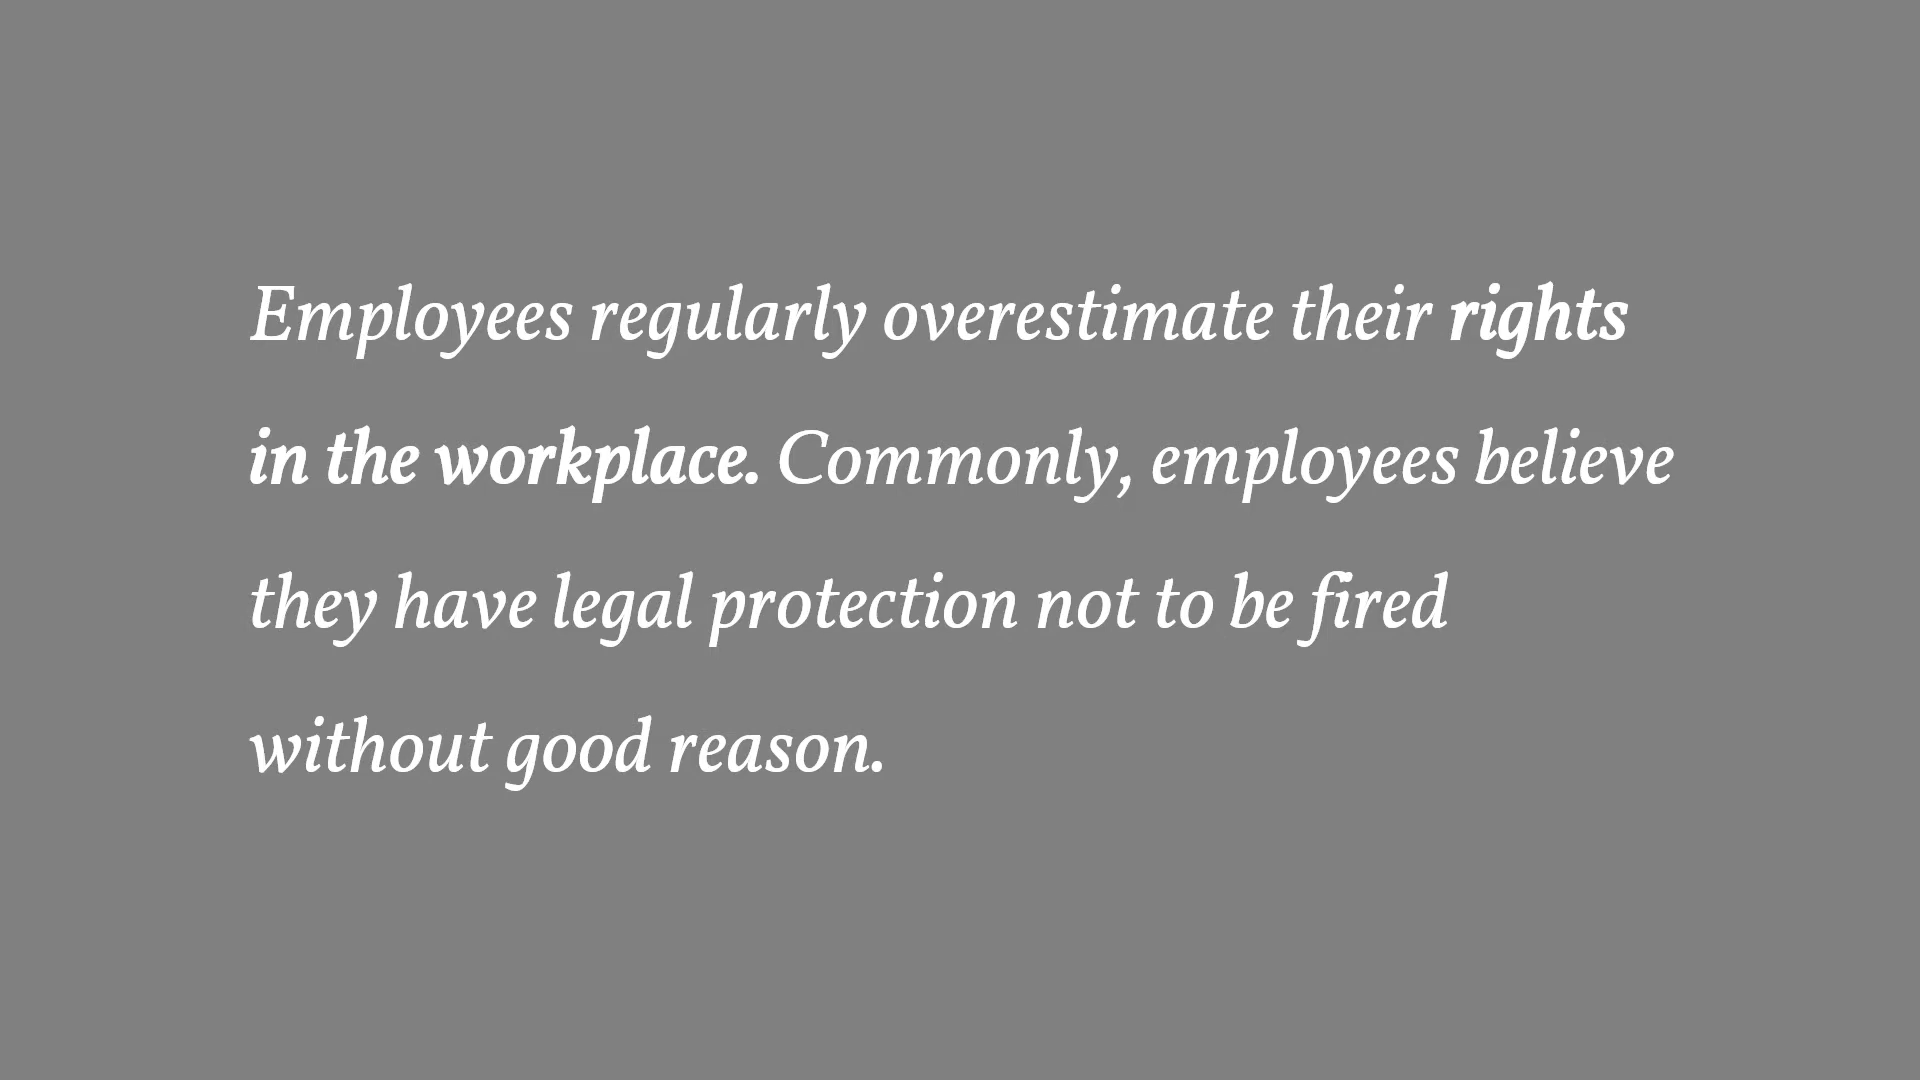 Employees regularly overestimate their rights
in the workplace. Commonly, employees believe
they have legal protection not to be fired
without good reason.